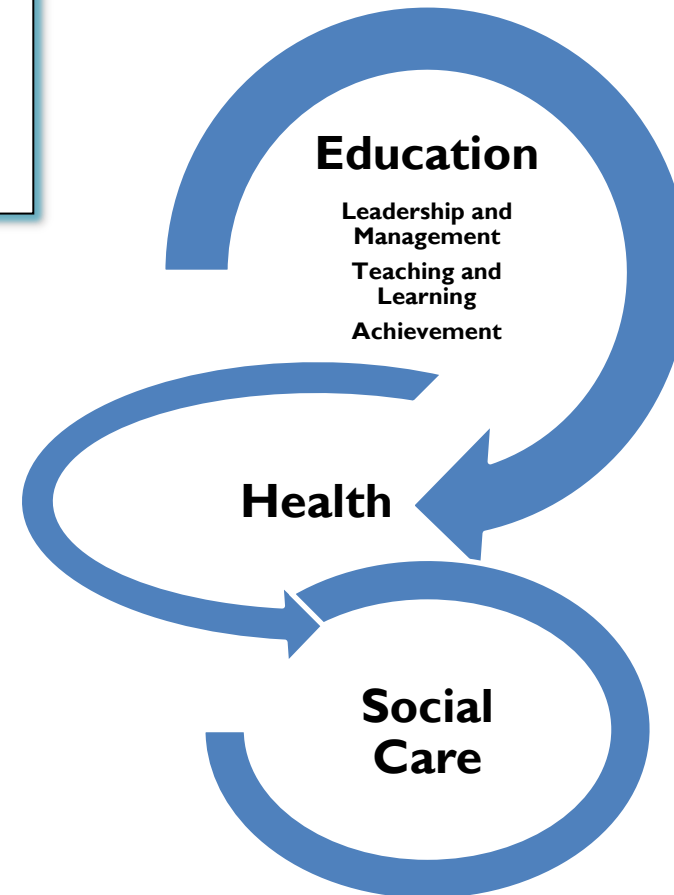 Education
Leadership and
Management
Teaching and
Learning
Achievement
Health
Social
Care